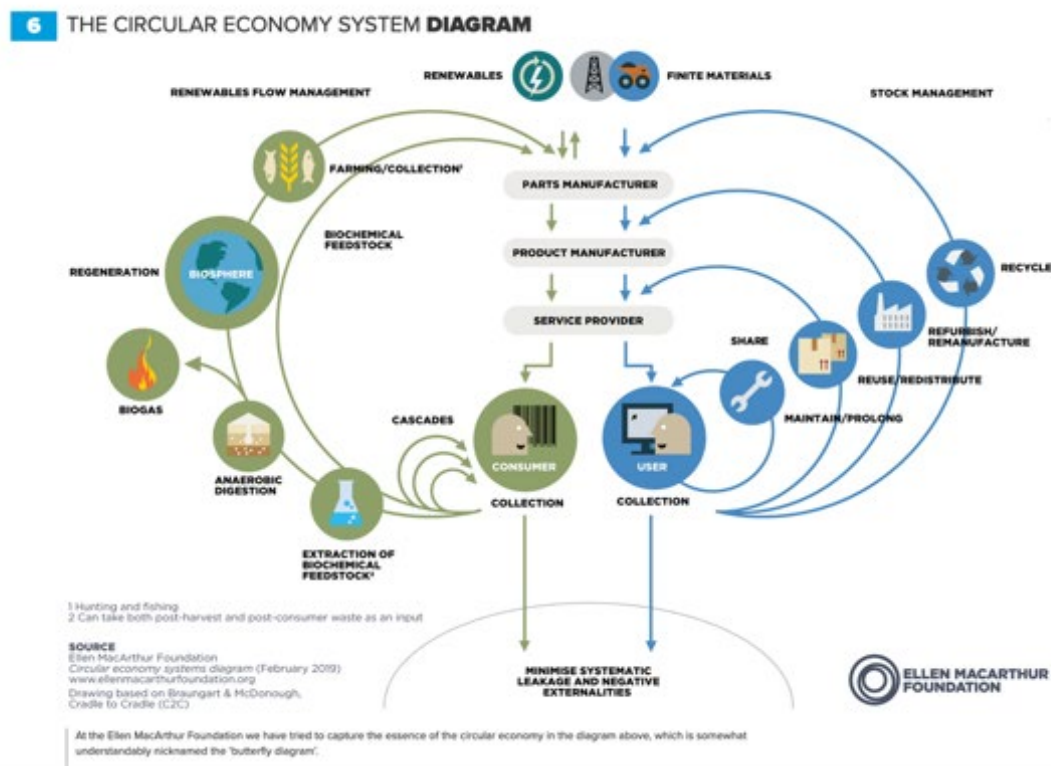 6 THE CIRCULAR ECONOMY SYSTEM DIAGRAM
RENEWABLES
FINITE MATERIALS
RENEWABLES FLOW MANAGEMENT
STOCK MANAGEMENT
FARMING/COLLECTION¹
PARTS MANUFACTURER
BIOCHEMICAL
FEEDSTOCK
PRODUCT MANUFACTURER
REGENERATION
BIOSPHERE
RECYCLE
SERVICE PROVIDER
SHARE
REFURBISH/
REMANUFACTURE
REUSE/REDISTRIBUTE
BIOGAS
CASCADES
MAINTAIN/PROLONG
CONSUMER
USER
ANAEROBIC
DIGESTION
COLLECTION
COLLECTION
EXTRACTION OF
BIOCHEMICAL
FEEDSTOCK²
1 Hunting and fishing
2 Can take both post-harvest and post-consumer waste as an input
SOURCE
Ellen MacArthur Foundation
Circular economy systems diagram (February 2019)
www.ellenmacarthurfoundation.org
Drawing based on Braungart & McDonough,
Cradle to Cradle (C2C)
MINIMISE SYSTEMATIC
LEAKAGE AND NEGATIVE
EXTERNALITIES
ELLEN MACARTHUR
FOUNDATION
At the Ellen MacArthur Foundation we have tried to capture the essence of the circular economy in the diagram above, which is somewhat
understandably nicknamed the 'butterfly diagram'.